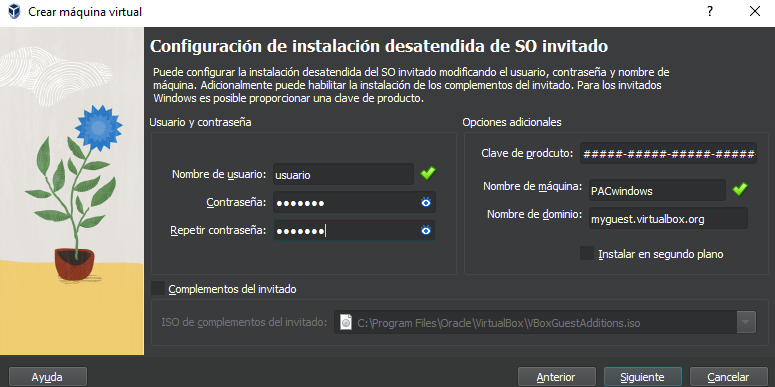 Crear máquina virtual
Configuración de instalación desatendida de SO invitado
Puede configurar la instalación desatendida del SO invitado modificando el usuario, contraseña y nombre de
máquina. Adicionalmente puede habilitar la instalación de los complementos del invitado. Para los invitados
Windows es posible proporcionar una clave de producto.
Usuario y contraseña
Nombre de usuario: usuario
Contraseña: ●●●●●●●
Repetir contraseña: ●●●●●●●
Opciones adicionales
Clave de prodcuto: #####-#####-#####-#####
Nombre de máquina: PACwindows
Nombre de dominio: myguest.virtualbox.org
Instalar en segundo plano
Complementos del invitado
ISO de complementos del invitado: C:\Program Files\Oracle\VirtualBox\VBoxGuestAdditions.iso
Ayuda
Anterior
Siguiente
Cancelar